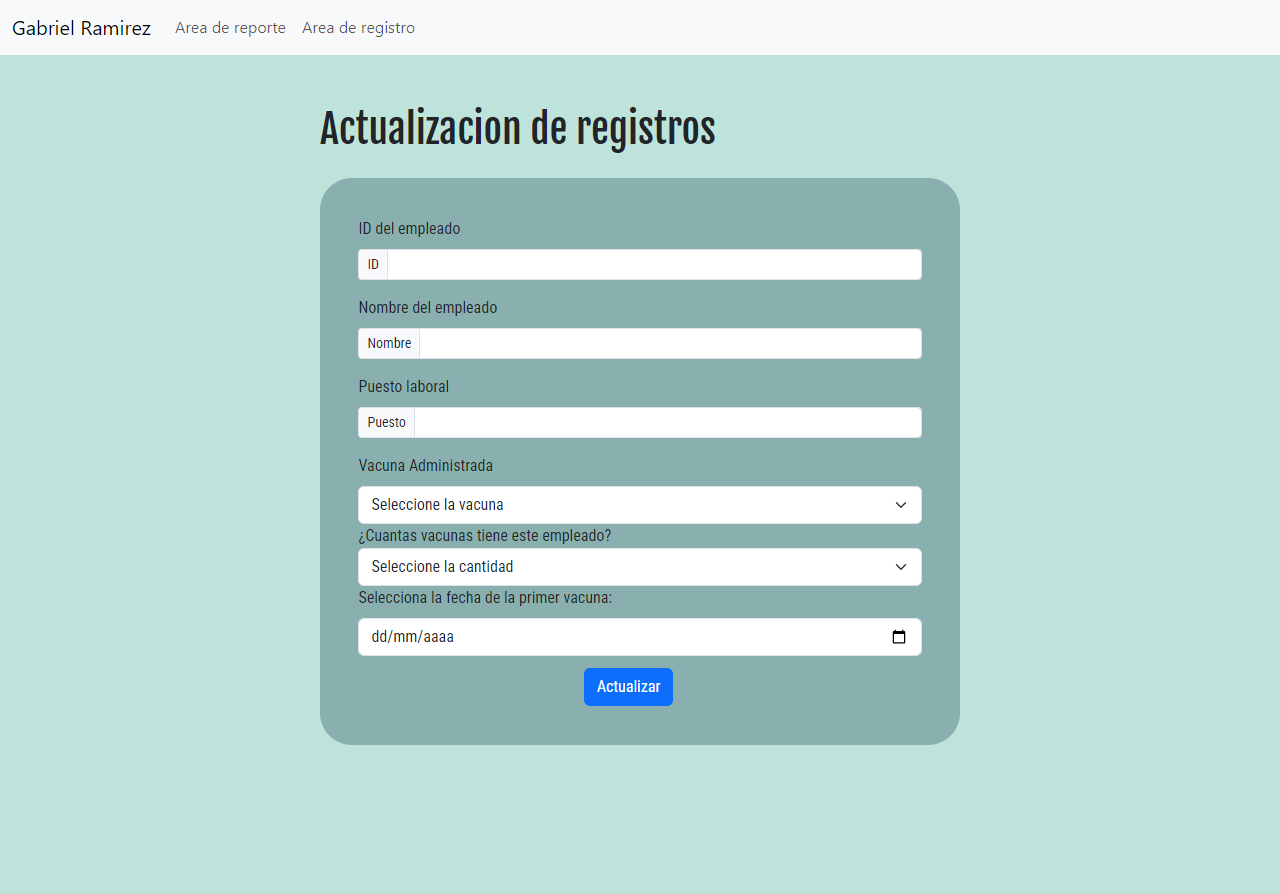 Gabriel Ramirez Area de reporte Area de registro
Actualizacion de registros
ID del empleado
ID
Nombre del empleado
Nombre
Puesto laboral
Puesto
Vacuna Administrada
Seleccione la vacuna
¿Cuantas vacunas tiene este empleado?
Seleccione la cantidad
Selecciona la fecha de la primer vacuna:
dd/mm/aaaa
Actualizar